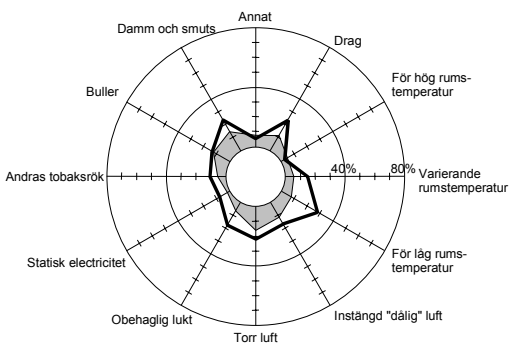 Annat
Damm och smuts
Drag
För hög rums-
temperatur
Buller
Andras tobaksrök
40%
80%
Varierande
rumstemperatur
Statisk electricitet
För låg rums-
temperatur
Obehaglig lukt
Instängd "dålig" luft
Torr luft